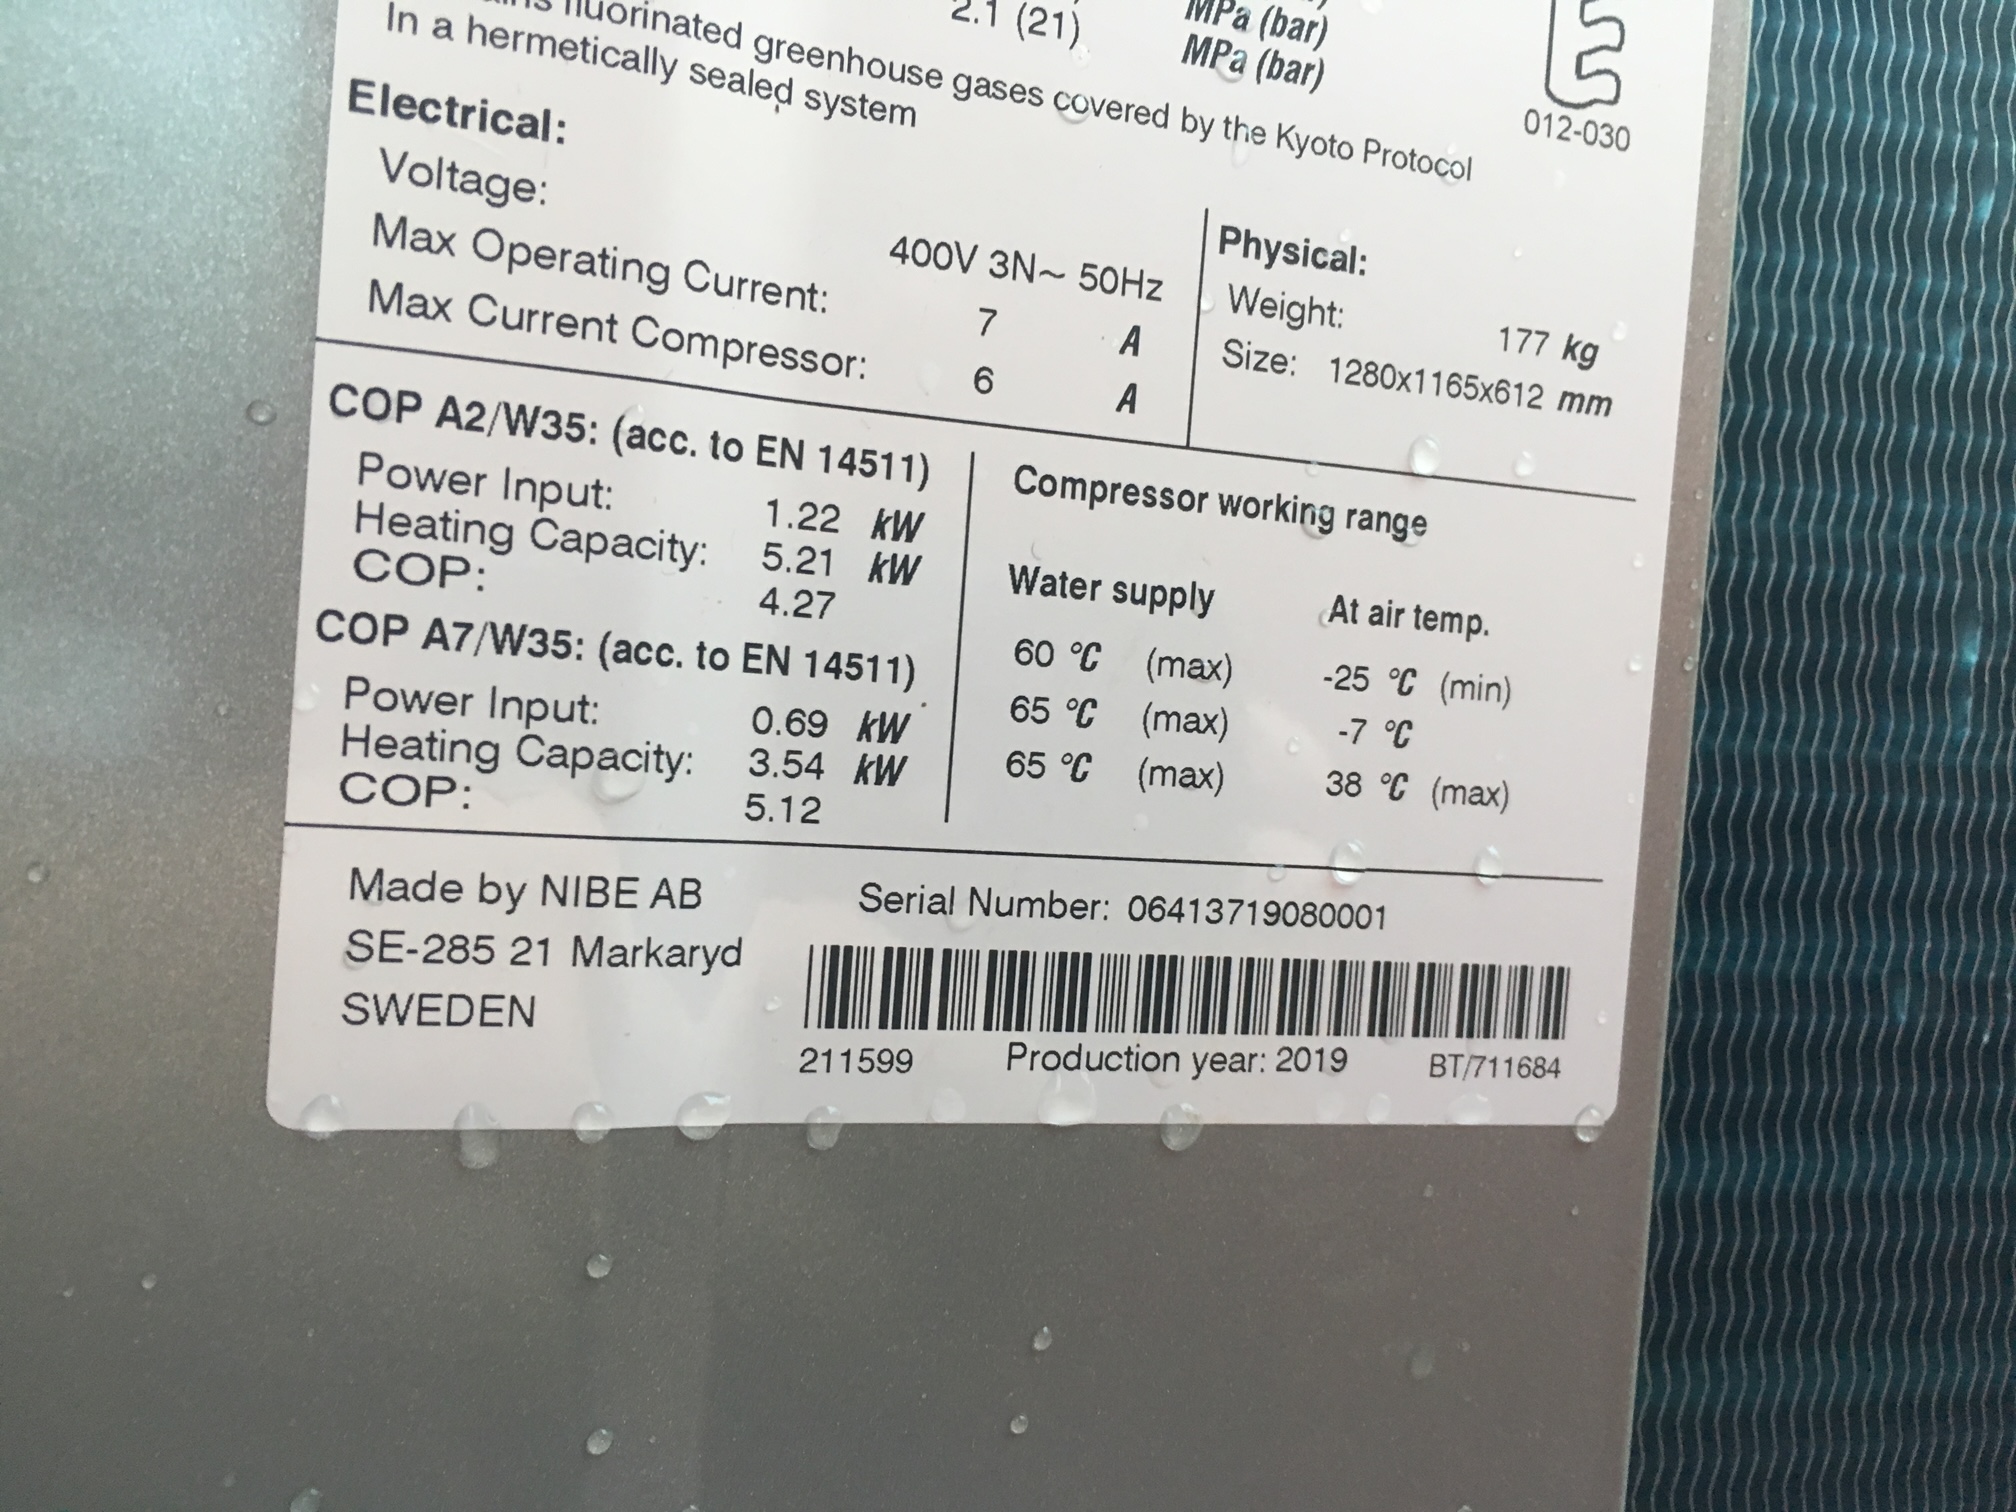 2.1 (21) MPa (bar)
MPa (bar)
fluorinated greenhouse gases covered by the Kyoto Protocol
In a hermetically sealed system
012-030
Electrical:
Voltage: 400V 3N~ 50Hz
Max Operating Current: 7 A
Max Current Compressor: 6 A
Physical:
Weight: 177 kg
Size: 1280x1165x612 mm
COP A2/W35: (acc. to EN 14511)
Power Input: 1.22 kW
Heating Capacity: 5.21 kW
COP: 4.27
COP A7/W35: (acc. to EN 14511)
Power Input: 0.69 kW
Heating Capacity: 3.54 kW
COP: 5.12
Compressor working range
Water supply At air temp.
60 °C (max) -25 °C (min)
65 °C (max) -7 °C
65 °C (max) 38 °C (max)
Made by NIBE AB
SE-285 21 Markaryd
SWEDEN
Serial Number: 06413719080001
211599 Production year: 2019 BT/711684